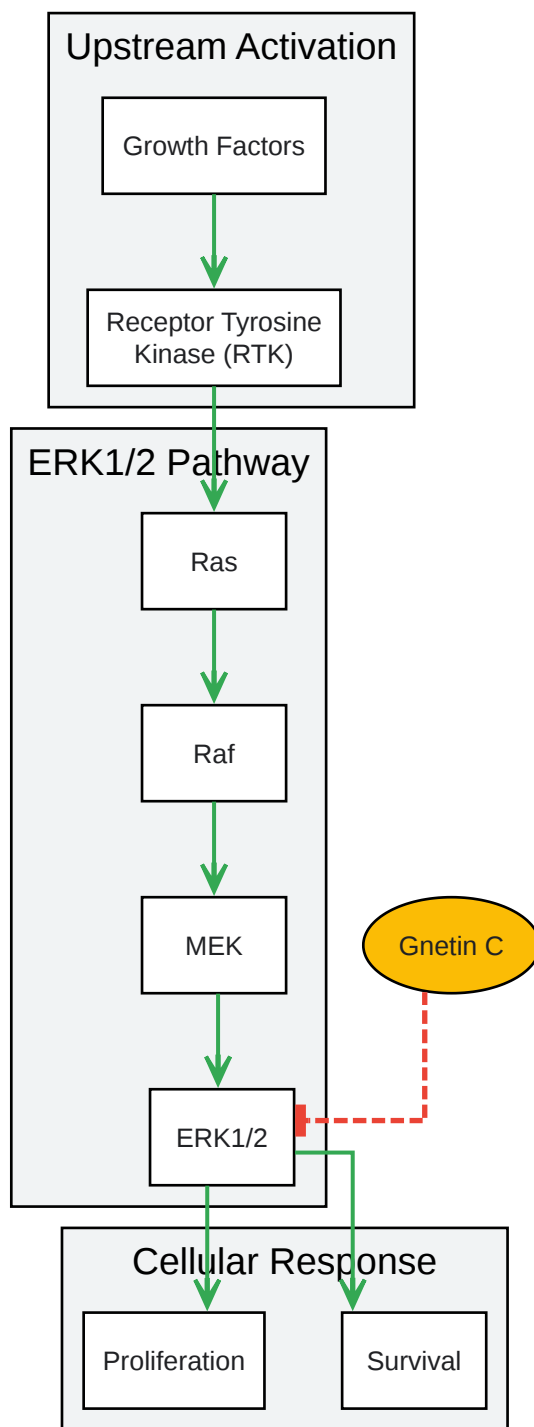 Upstream Activation
Growth Factors
Receptor Tyrosine
Kinase (RTK)
ERK1/2 Pathway
Ras
Raf
MEK
Gnetin C
ERK1/2
Cellular Response
Proliferation
Survival